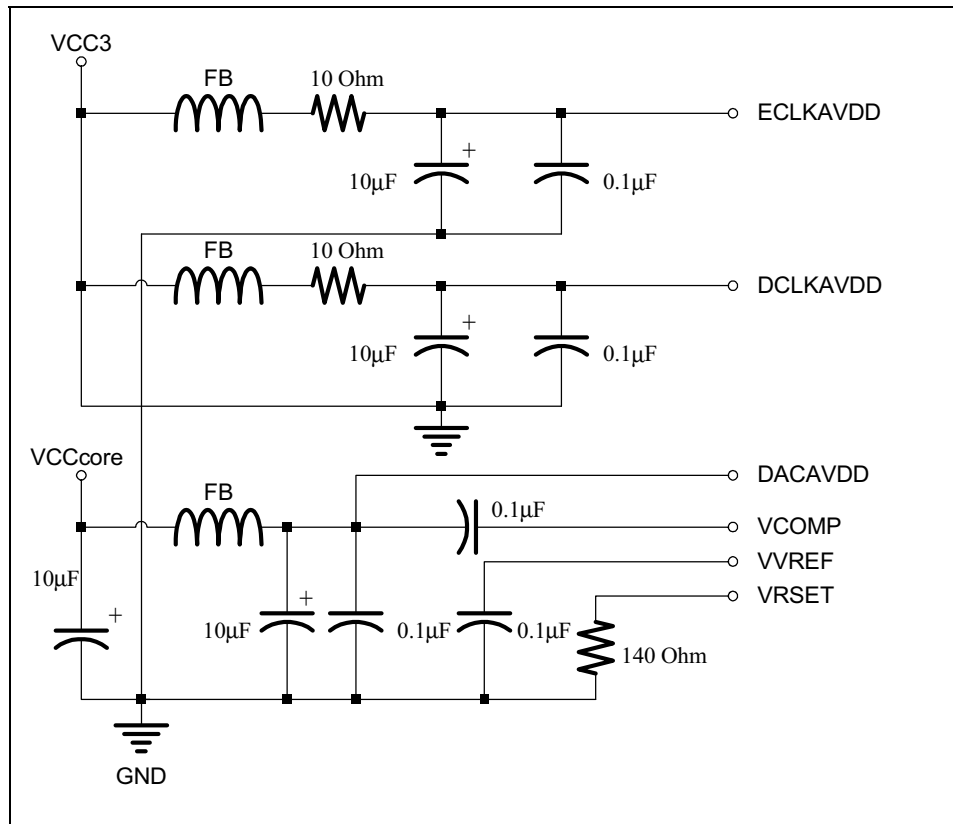 VCC3
FB
10 Ohm
ECLKAVDD
+
10µF
0.1µF
FB
10 Ohm
DCLKAVDD
+
10µF
0.1µF
VCCcore
FB
DACAVDD
0.1µF
VCOMP
VVREF
10µF
+
VRSET
10µF
+
0.1µF
0.1µF
140 Ohm
GND